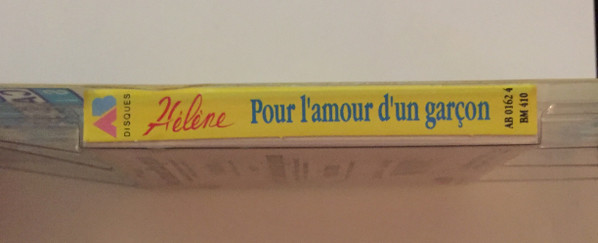 AB
DISQUES
Hélène
Pour l'amour d'un garçon
AB 0162 4
BM 410